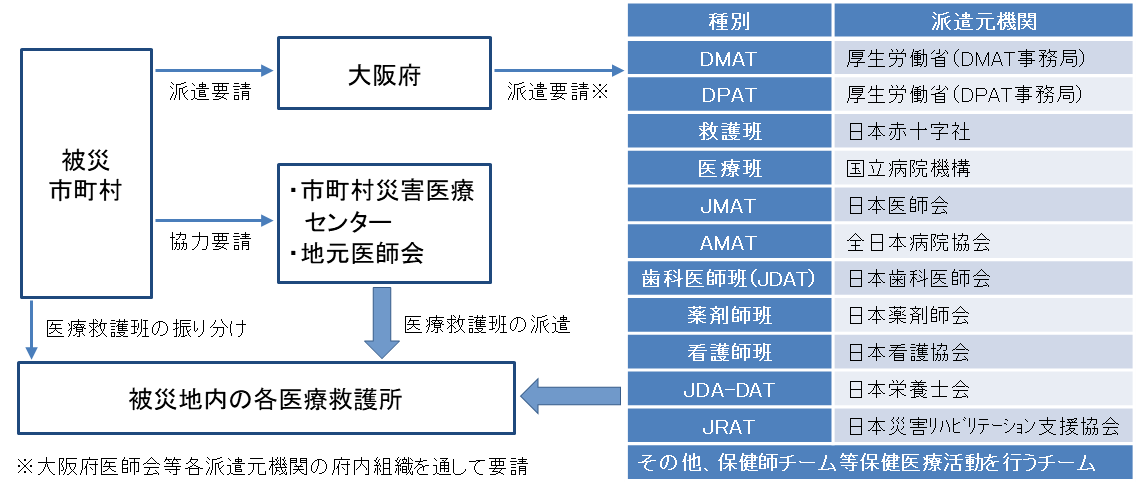 被災
市町村
派遣要請
大阪府
派遣要請※
協力要請
・市町村災害医療
センター
・地元医師会
医療救護班の振り分け
医療救護班の派遣
被災地内の各医療救護所
※大阪府医師会等各派遣元機関の府内組織を通して要請
種別 派遣元機関
DMAT 厚生労働省(DMAT事務局)
DPAT 厚生労働省(DPAT事務局)
救護班 日本赤十字社
医療班 国立病院機構
JMAT 日本医師会
AMAT 全日本病院協会
歯科医師班(JDAT) 日本歯科医師会
薬剤師班 日本薬剤師会
看護師班 日本看護協会
JDA-DAT 日本栄養士会
JRAT 日本災害ﾘﾊﾋﾞﾘﾃｰｼｮﾝ支援協会
その他、保健師チーム等保健医療活動を行うチーム